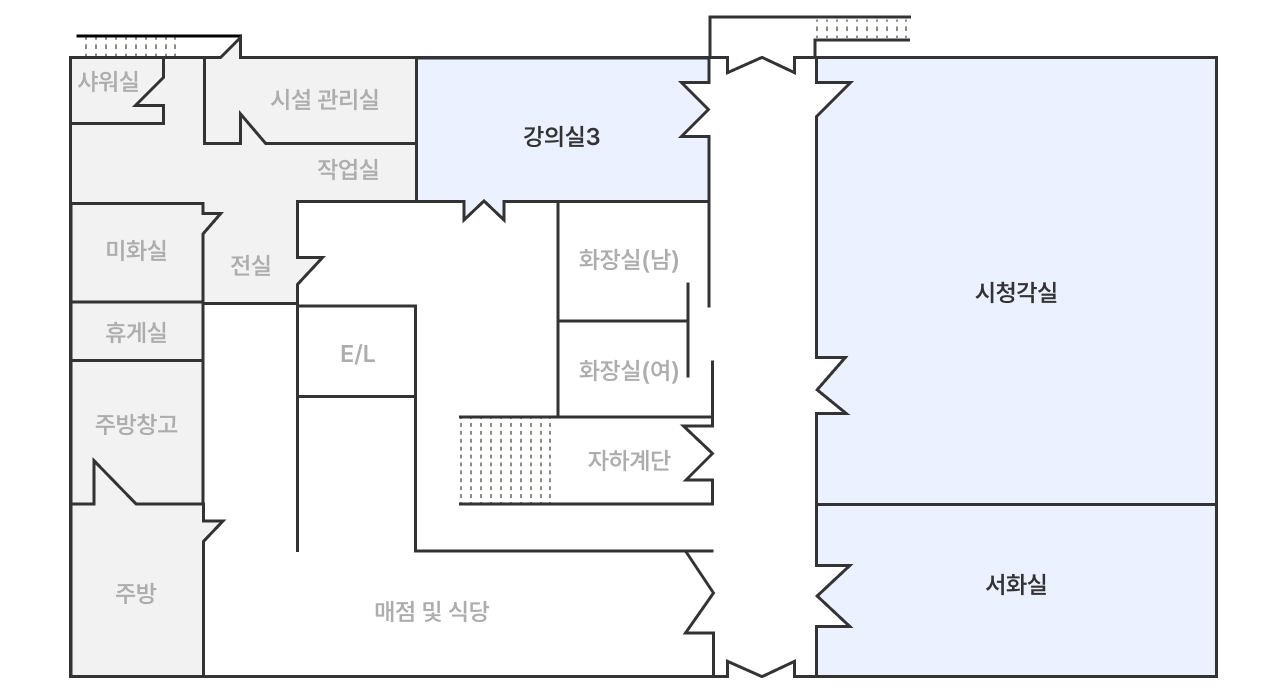 샤워실
시설 관리실
강의실3
작업실
미화실
전실
화장실(남)
시청각실
휴게실
E/L
화장실(여)
주방창고
자하계단
주방
매점 및 식당
서화실